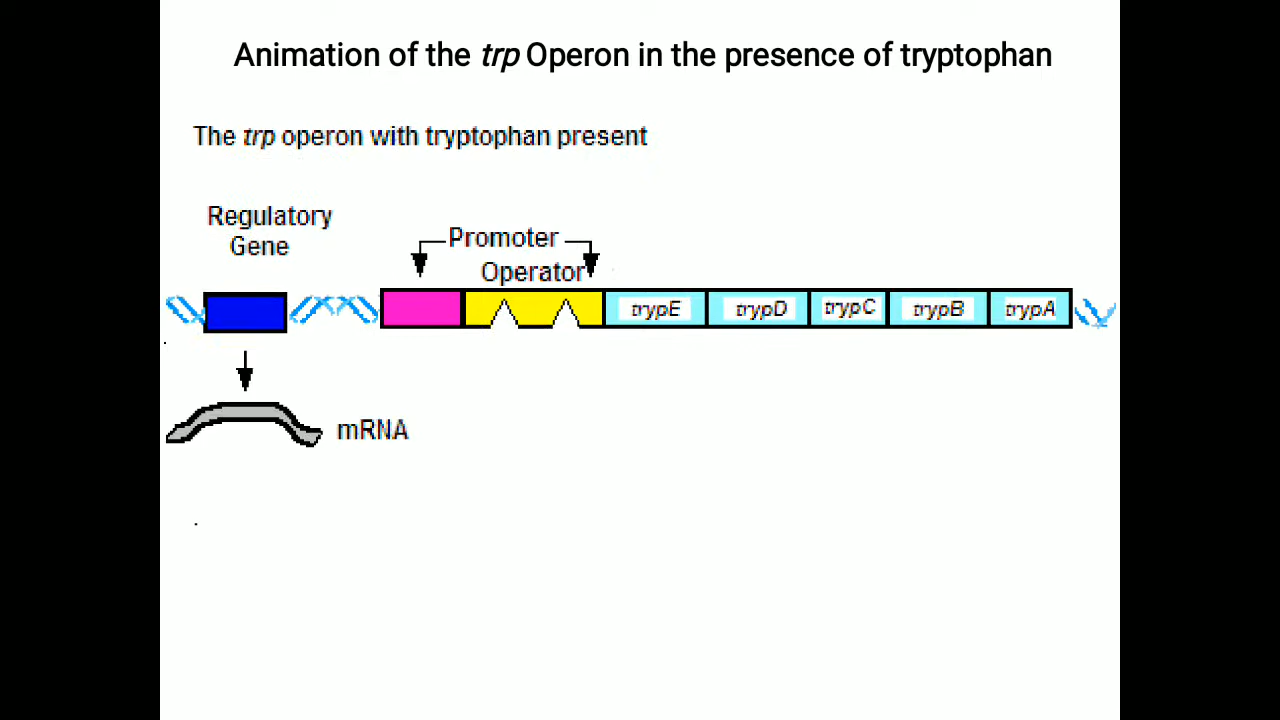 Animation of the trp Operon in the presence of tryptophan
The trp operon with tryptophan present
Regulatory
Gene
Promoter
Operator
trypE trypD trypC trypB trypA
mRNA